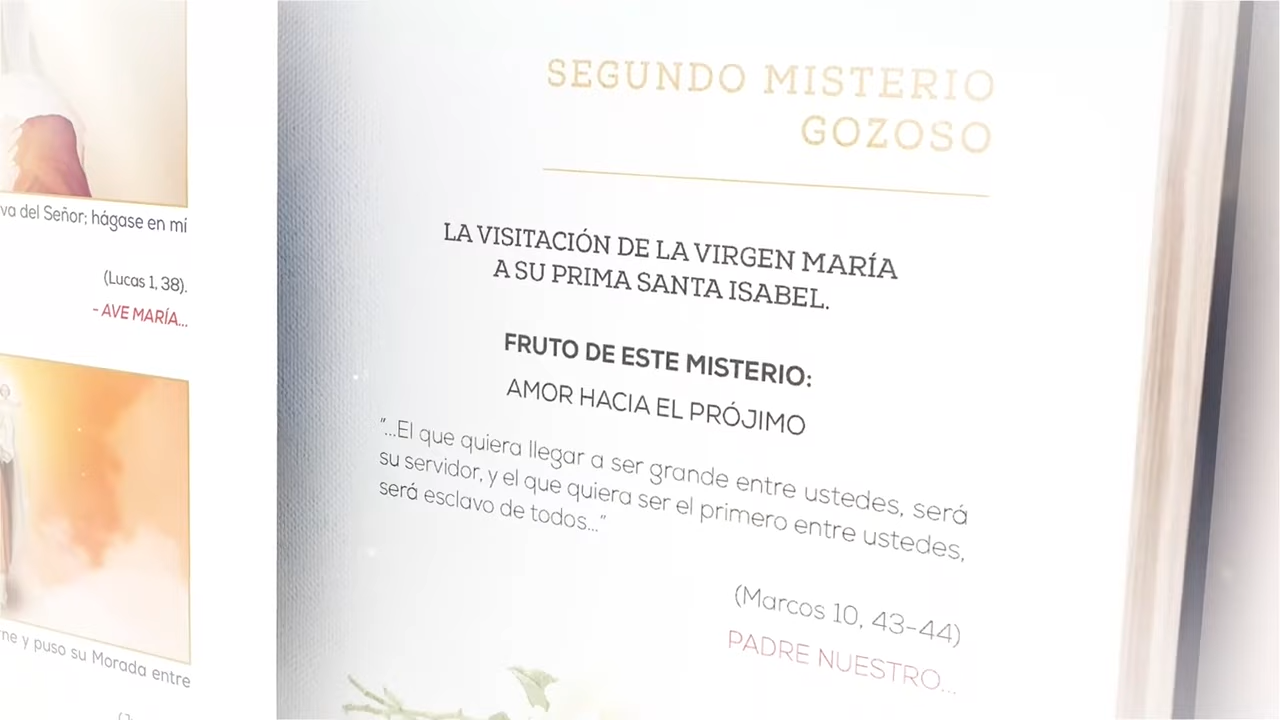 va del Señor; hágase en mí
(Lucas 1, 38).
- AVE MARÍA...
ne y puso su Morada entre
SEGUNDO MISTERIO
GOZOSO
LA VISITACIÓN DE LA VIRGEN MARÍA
A SU PRIMA SANTA ISABEL.
FRUTO DE ESTE MISTERIO:
AMOR HACIA EL PRÓJIMO
"...El que quiera llegar a ser grande entre ustedes, será
su servidor, y el que quiera ser el primero entre ustedes,
será esclavo de todos..."
(Marcos 10, 43-44)
PADRE NUESTRO...